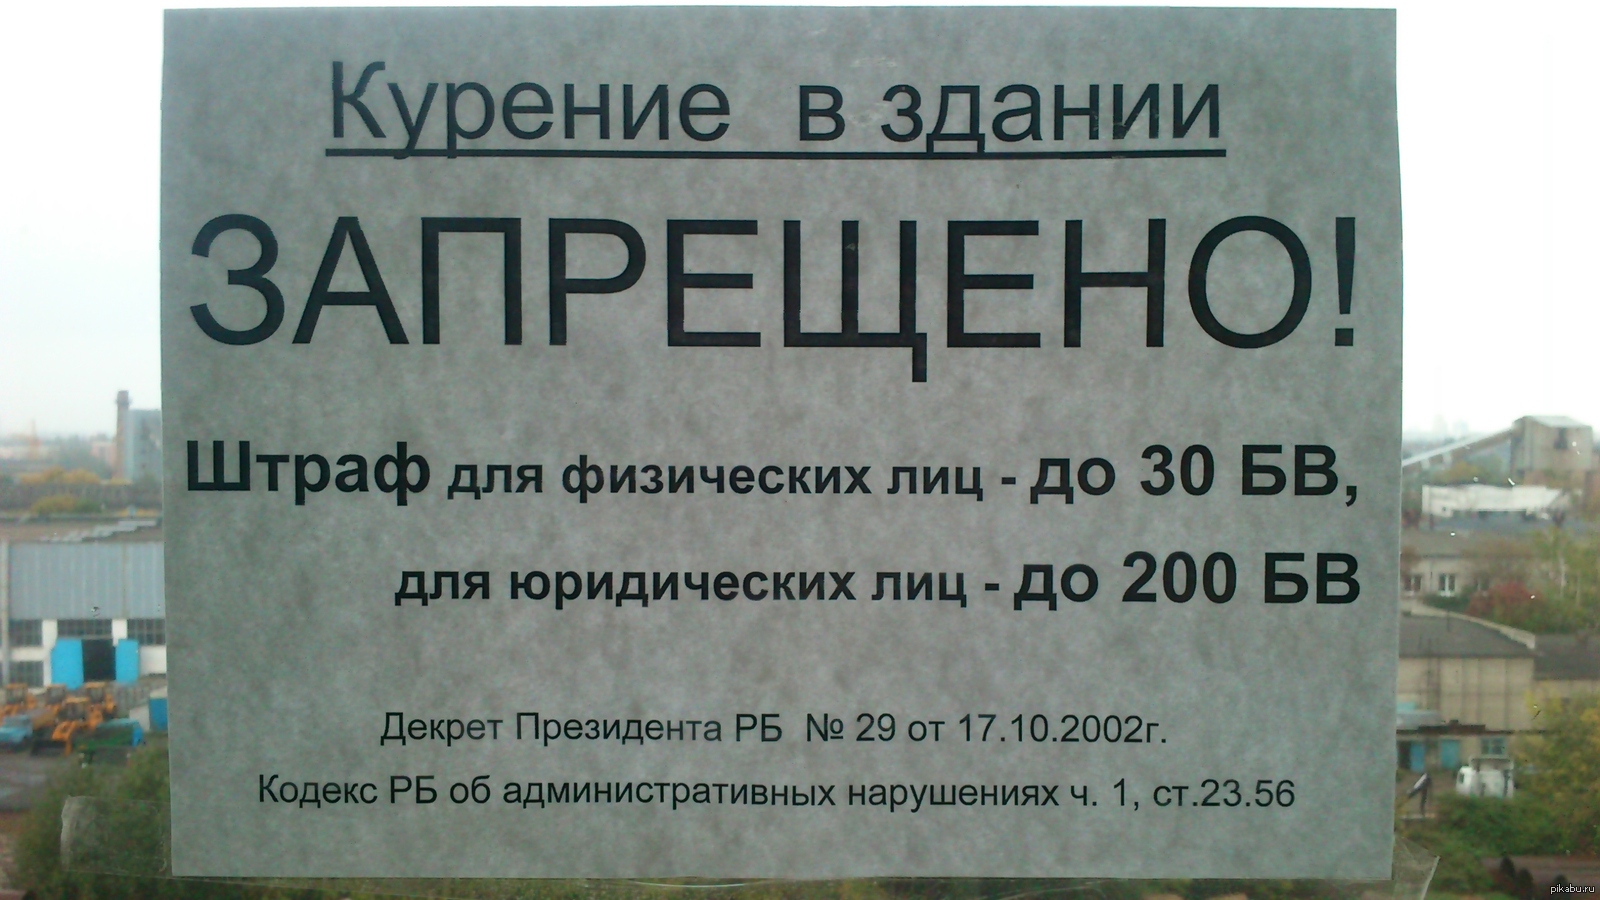 Курение в здании
ЗАПРЕЩЕНО!
Штраф для физических лиц - до 30 БВ,
для юридических лиц - до 200 БВ
Декрет Президента РБ № 29 от 17.10.2002г.
Кодекс РБ об административных нарушениях ч. 1, ст.23.56
pikabu.ru